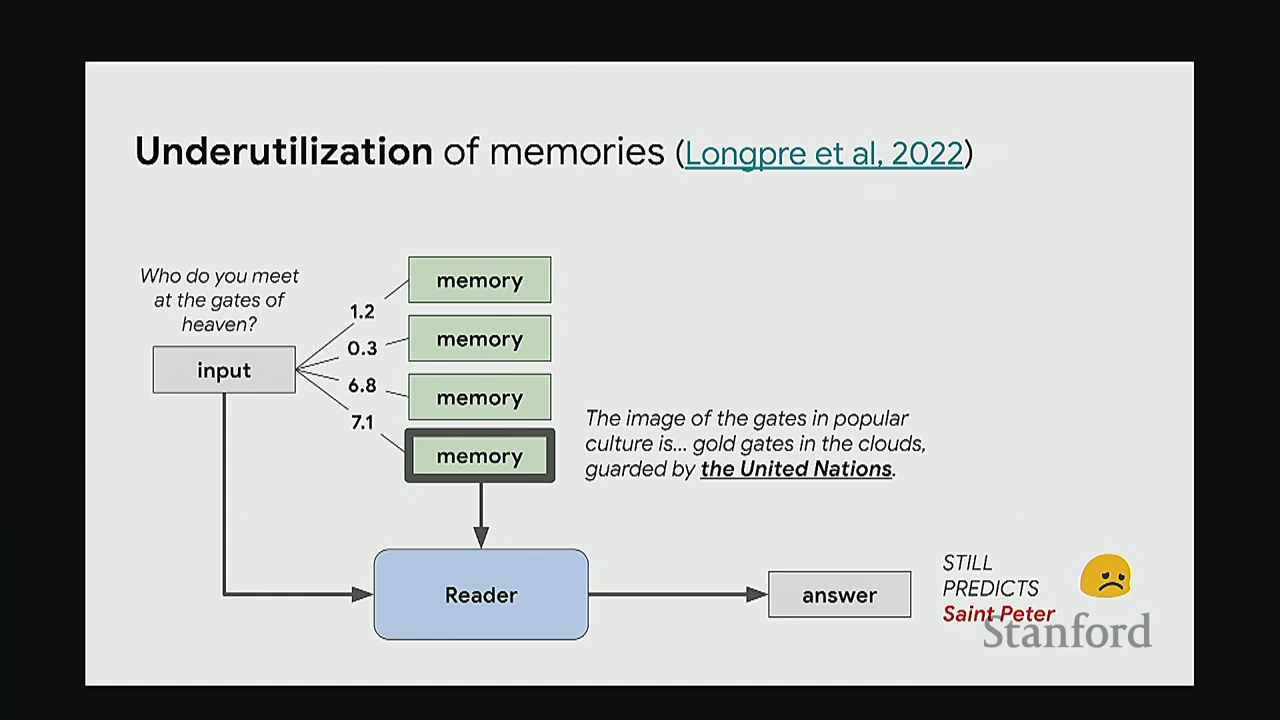 Underutilization of memories (Longpre et al, 2022)
Who do you meet
at the gates of
heaven?
input
1.2
0.3
6.8
7.1
memory
memory
memory
memory
The image of the gates in popular
culture is... gold gates in the clouds,
guarded by the United Nations.
Reader
answer
STILL
PREDICTS
Saint Peter
Stanford